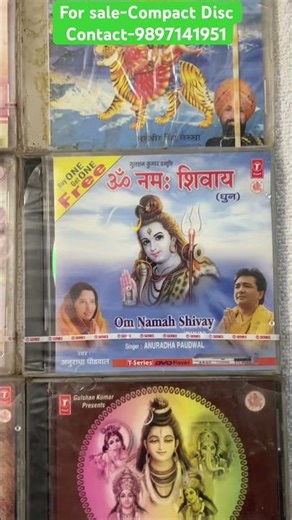 For sale-Compact Disc
Contact-9897141951
Buy ONE
Get ONE
Free
गुलशन कुमार प्रस्तुति
ॐ नमः शिवाय
(धुन)
Om Namah Shivay
स्वर
अनुराधा पौडवाल
Singer : ANURADHA PAUDWAL
T-Series
Gulshan Kumar
Presents